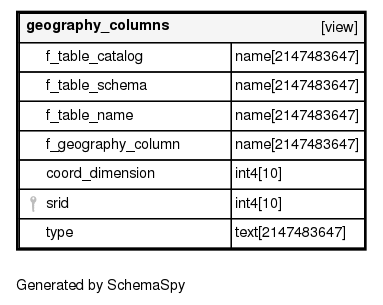 geography_columns [view]
f_table_catalog name[2147483647]
f_table_schema name[2147483647]
f_table_name name[2147483647]
f_geography_column name[2147483647]
coord_dimension int4[10]
srid int4[10]
type text[2147483647]
Generated by SchemaSpy